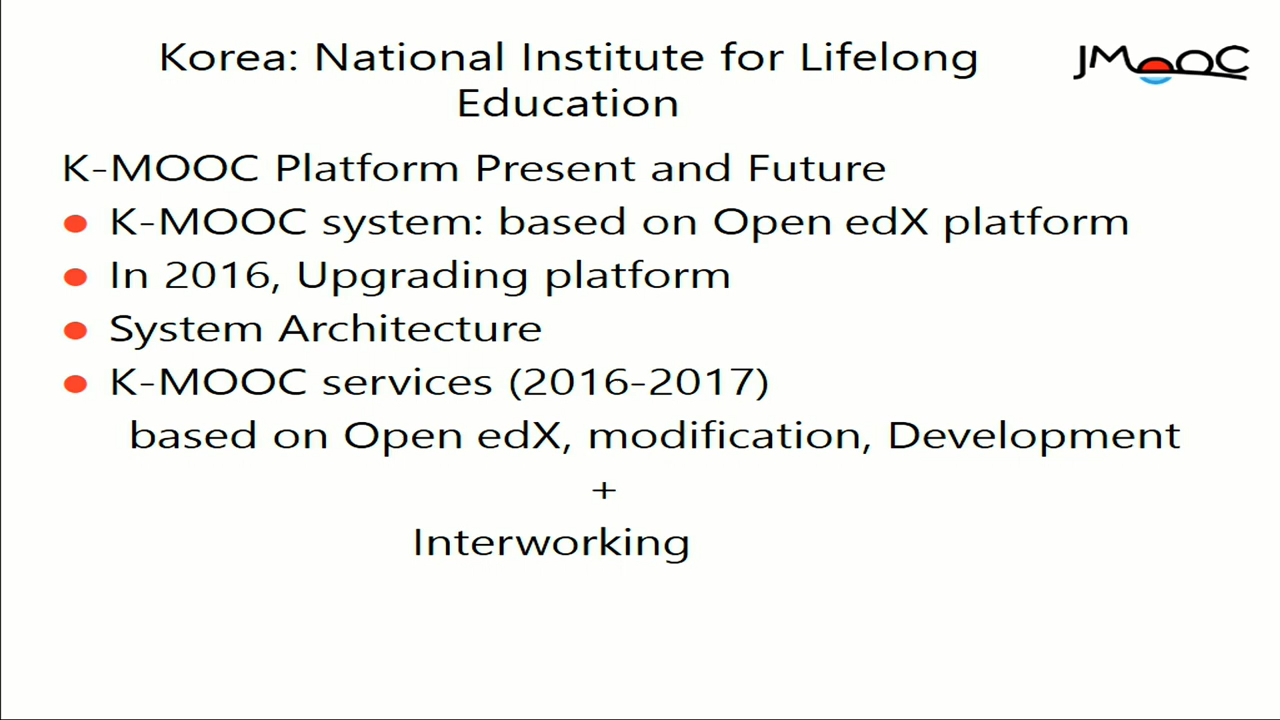 Korea: National Institute for Lifelong
Education
JMOOC
K-MOOC Platform Present and Future
● K-MOOC system: based on Open edX platform
● In 2016, Upgrading platform
● System Architecture
● K-MOOC services (2016-2017)
based on Open edX, modification, Development
+
Interworking